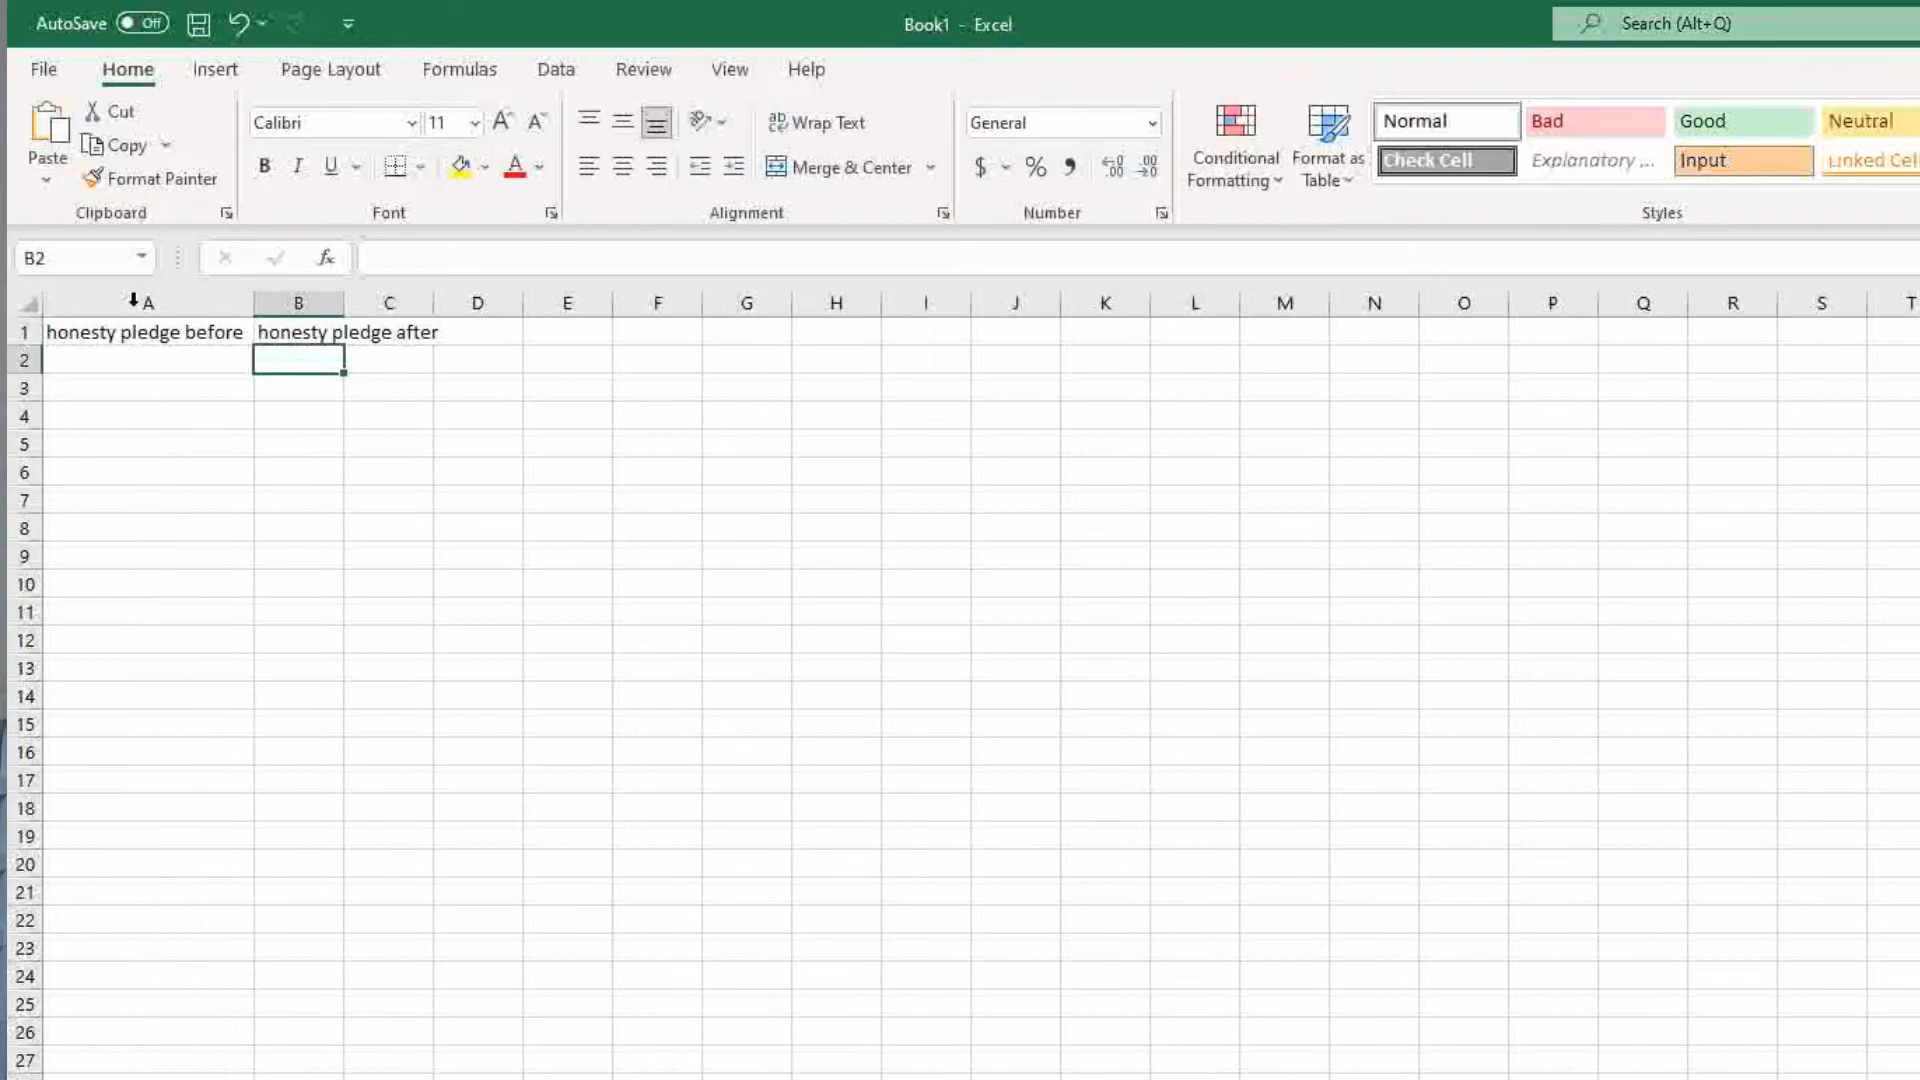 AutoSave Off Book1 - Excel Search (Alt+Q)
File Home Insert Page Layout Formulas Data Review View Help
Paste
Cut
Copy
Format Painter
Clipboard
Calibri 11
B I U A
Font
Wrap Text
Merge & Center
Alignment
General
$ % , .00
Number
Conditional Formatting
Format as Table
Normal Bad Good Neutral
Check Cell Explanatory ... Input Linked Cel
Styles
B2 fx
A B C D E F G H I J K L M N O P Q R S T
1 honesty pledge before honesty pledge after
2
3
4
5
6
7
8
9
10
11
12
13
14
15
16
17
18
19
20
21
22
23
24
25
26
27